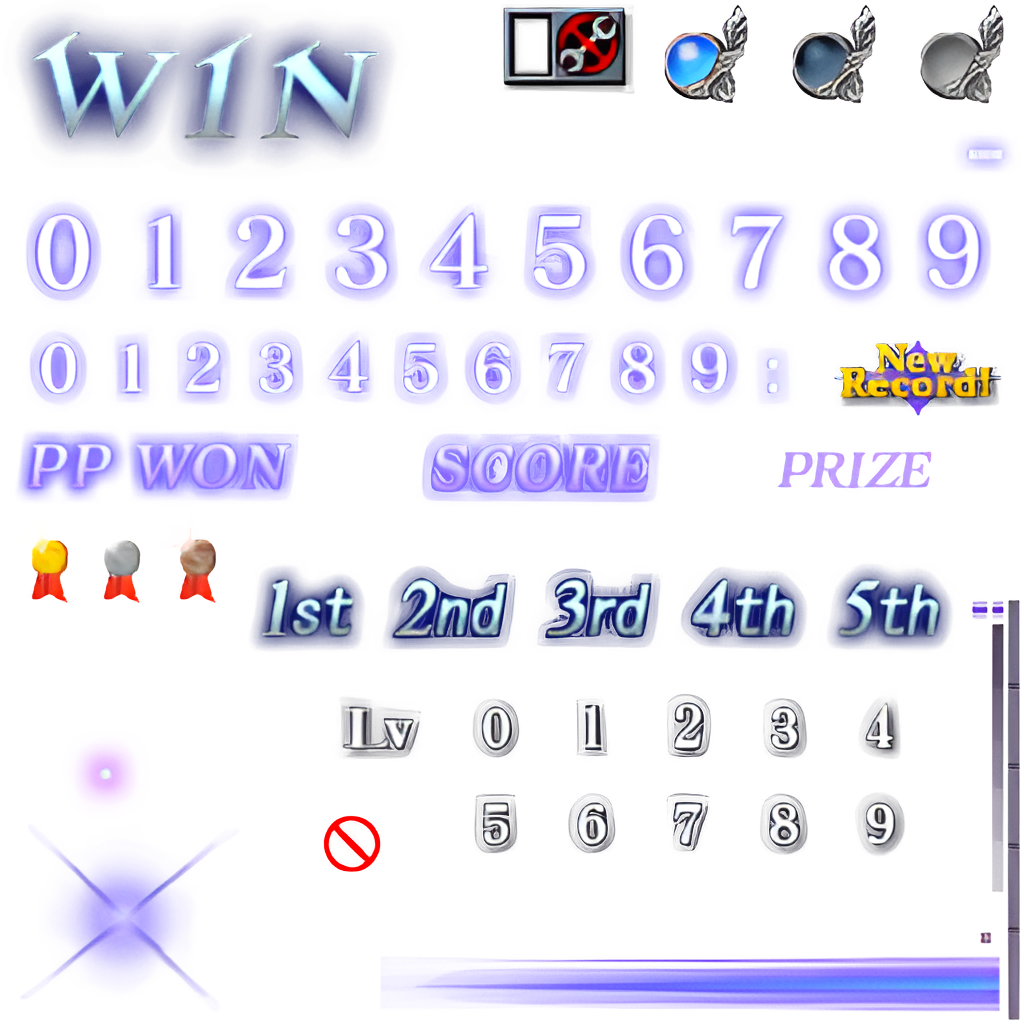 WIN
0 1 2 3 4 5 6 7 8 9
0 1 2 3 4 5 6 7 8 9 :
New
Record!
PP WON SCORE PRIZE
1st 2nd 3rd 4th 5th
Lv 0 1 2 3 4
5 6 7 8 9